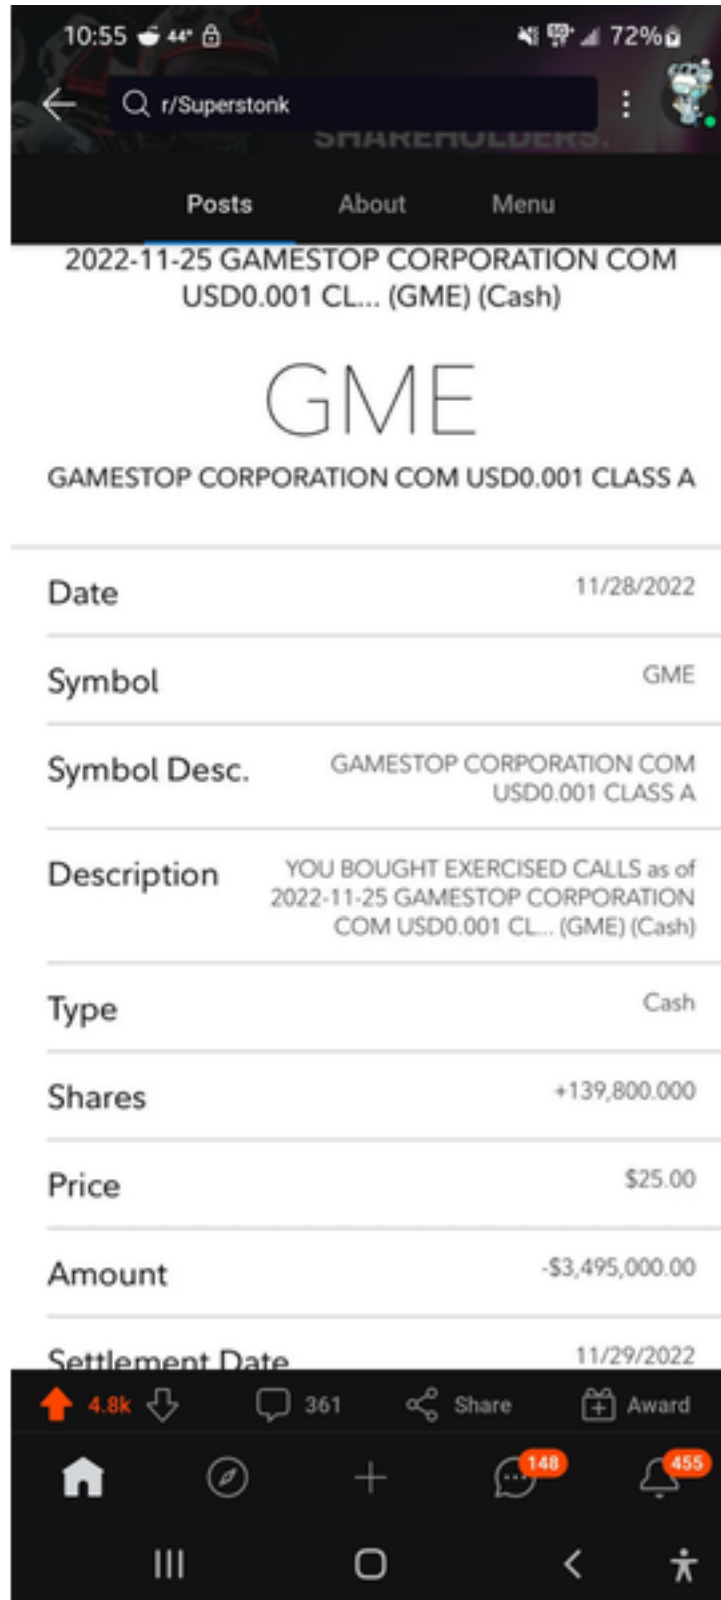 10:55 44°
72%
r/Superstonk
SHAREHOLDERS.
Posts About Menu
2022-11-25 GAMESTOP CORPORATION COM
USD0.001 CL... (GME) (Cash)
GME
GAMESTOP CORPORATION COM USD0.001 CLASS A
Date 11/28/2022
Symbol GME
Symbol Desc. GAMESTOP CORPORATION COM
USD0.001 CLASS A
Description YOU BOUGHT EXERCISED CALLS as of
2022-11-25 GAMESTOP CORPORATION
COM USD0.001 CL... (GME) (Cash)
Type Cash
Shares +139,800.000
Price $25.00
Amount -$3,495,000.00
Settlement Date 11/29/2022
4.8k 361 Share Award
148 455